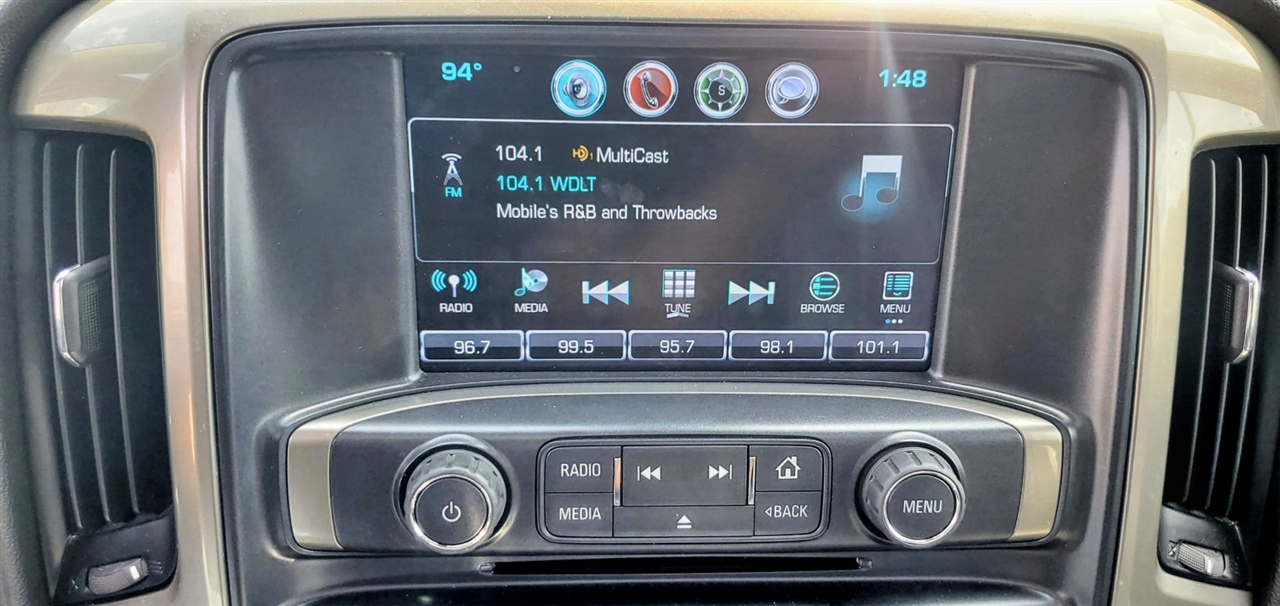 94° 1:48
S
104.1 HD1 MultiCast
104.1 WDLT
FM
Mobile's R&B and Throwbacks
RADIO MEDIA TUNE BROWSE MENU
96.7 99.5 95.7 98.1 101.1
RADIO
MEDIA BACK
MENU